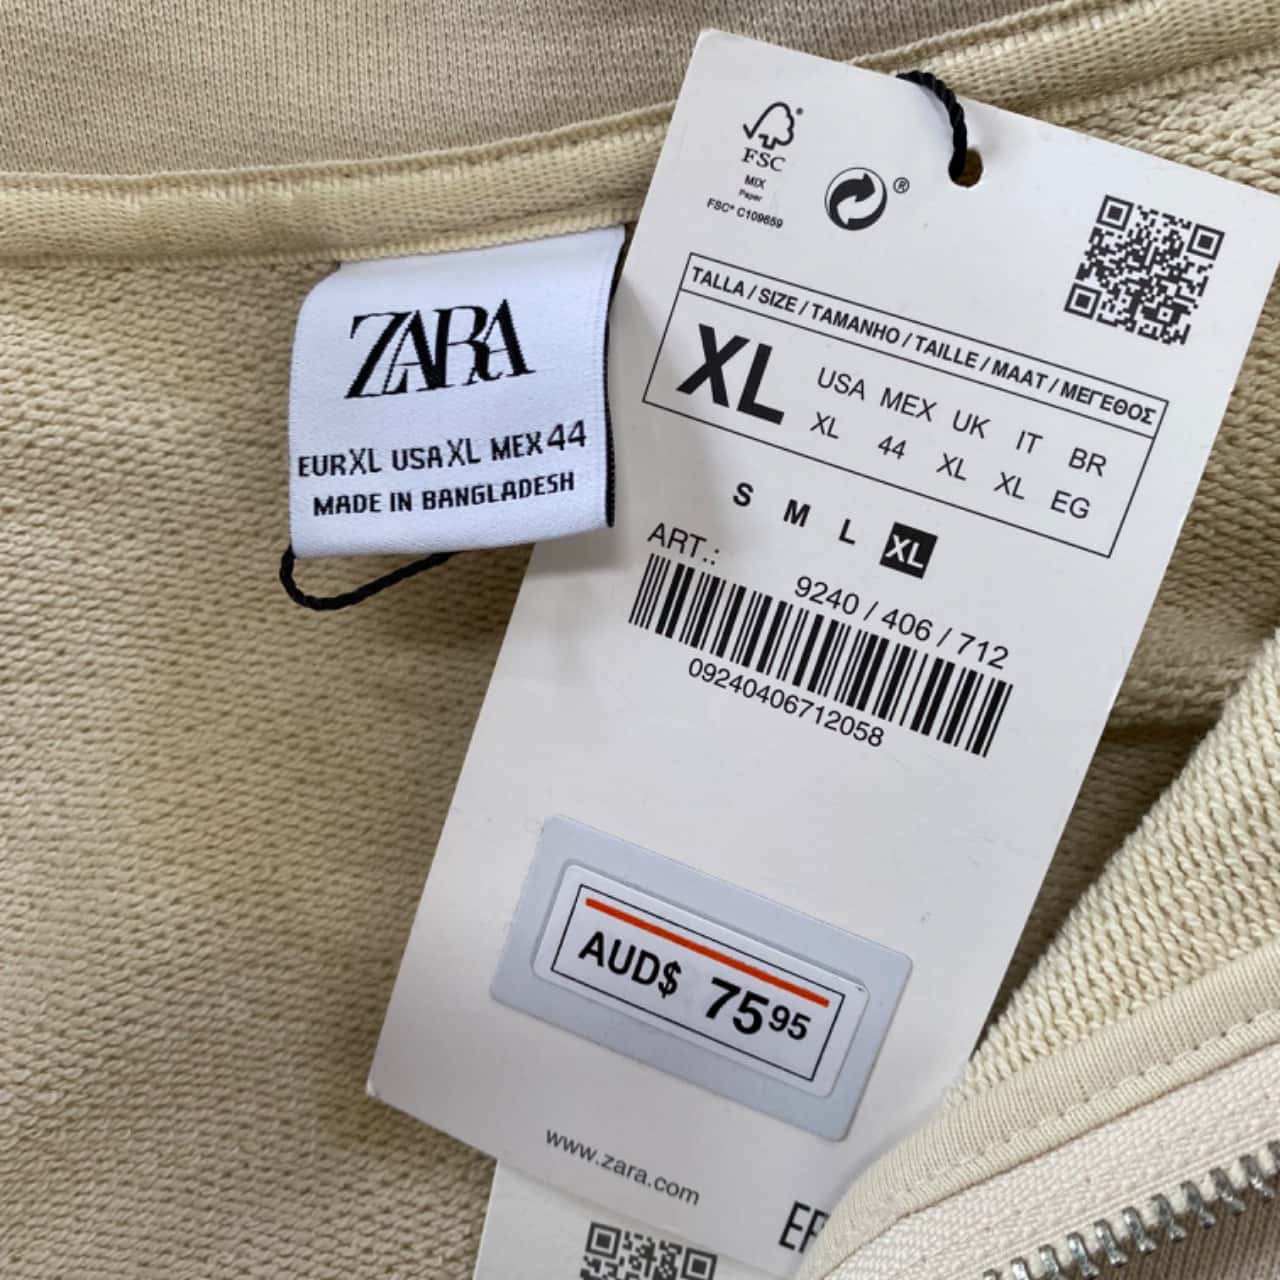 ZARA
EUR XL USA XL MEX 44
MADE IN BANGLADESH
FSC®
MIX
Paper
FSC® C109659
®
TALLA / SIZE / TAMANHO / TAILLE / MAAT / ΜΕΓΕΘΟΣ
XL
USA MEX UK IT BR
XL 44 XL XL EG
S M L XL
ART.:
9240 / 406 / 712
09240406712058
AUD$ 75 95
www.zara.com